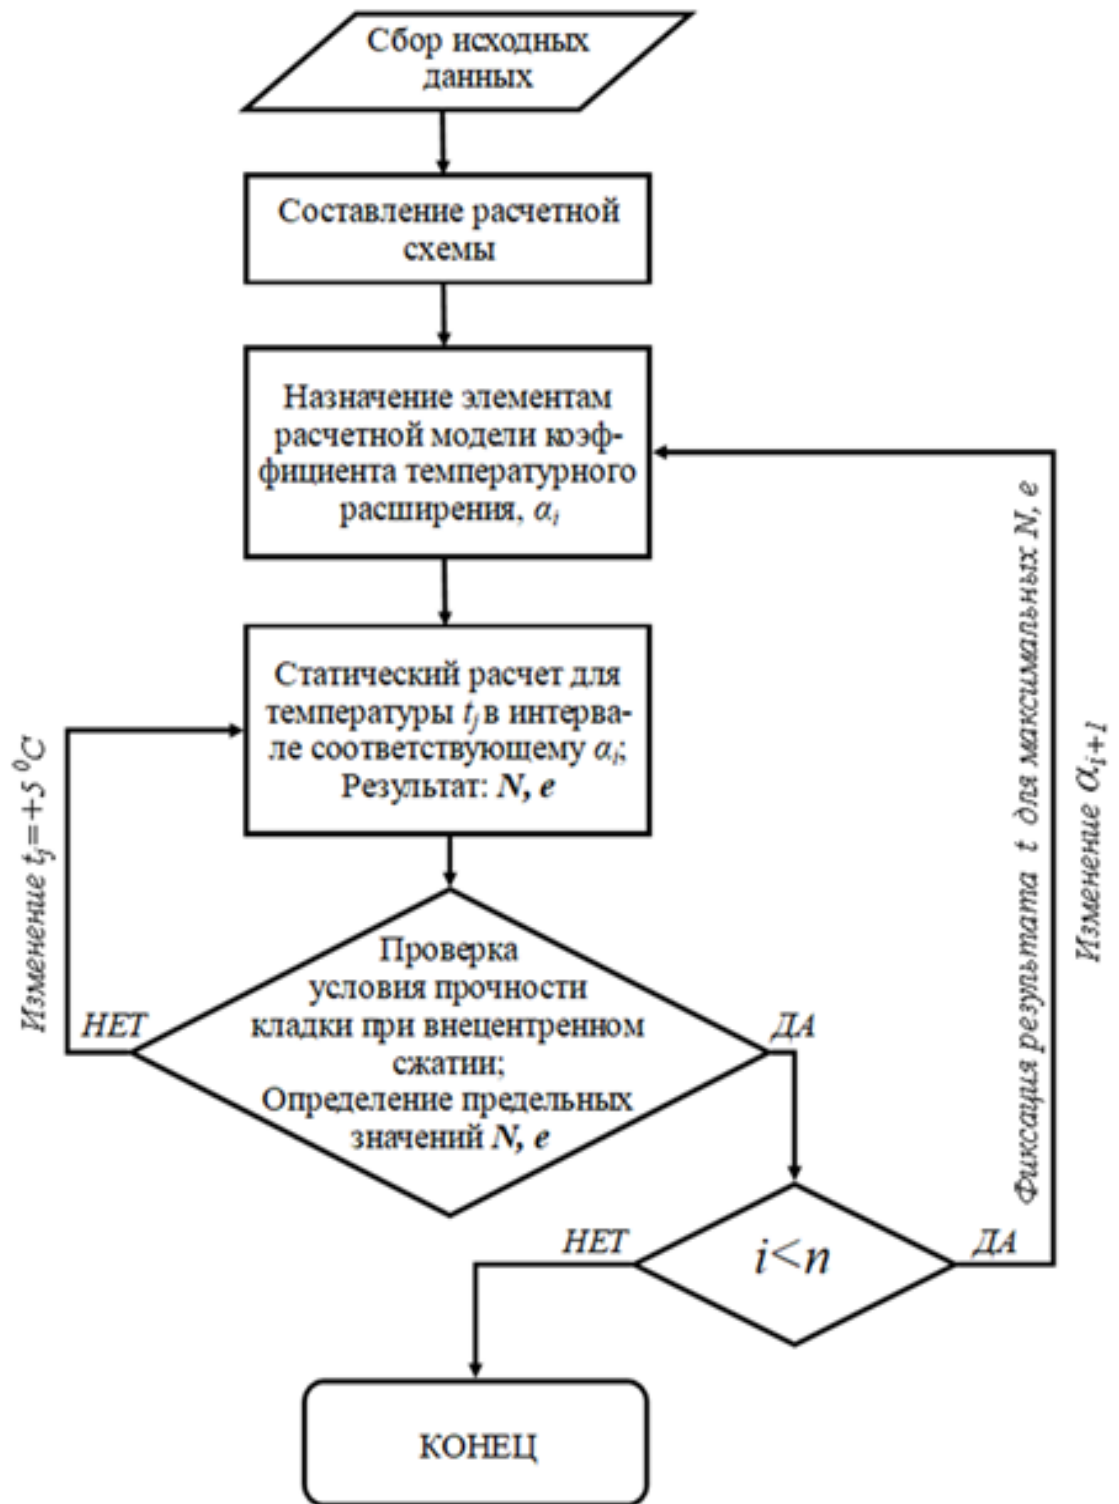 Сбор исходных
данных
Составление расчетной
схемы
Назначение элементам
расчетной модели коэф-
фициента температурного
расширения, αᵢ
Статический расчет для
температуры tⱼ в интерва-
ле соответствующему αᵢ;
Результат: N, e
Изменение tⱼ=+5 ⁰C
Проверка
условия прочности
кладки при внецентренном
сжатии;
Определение предельных
значений N, e
НЕТ
ДА
Фиксация результата t для максимальных N, e
Изменение αᵢ₊₁
i<n
НЕТ
ДА
КОНЕЦ